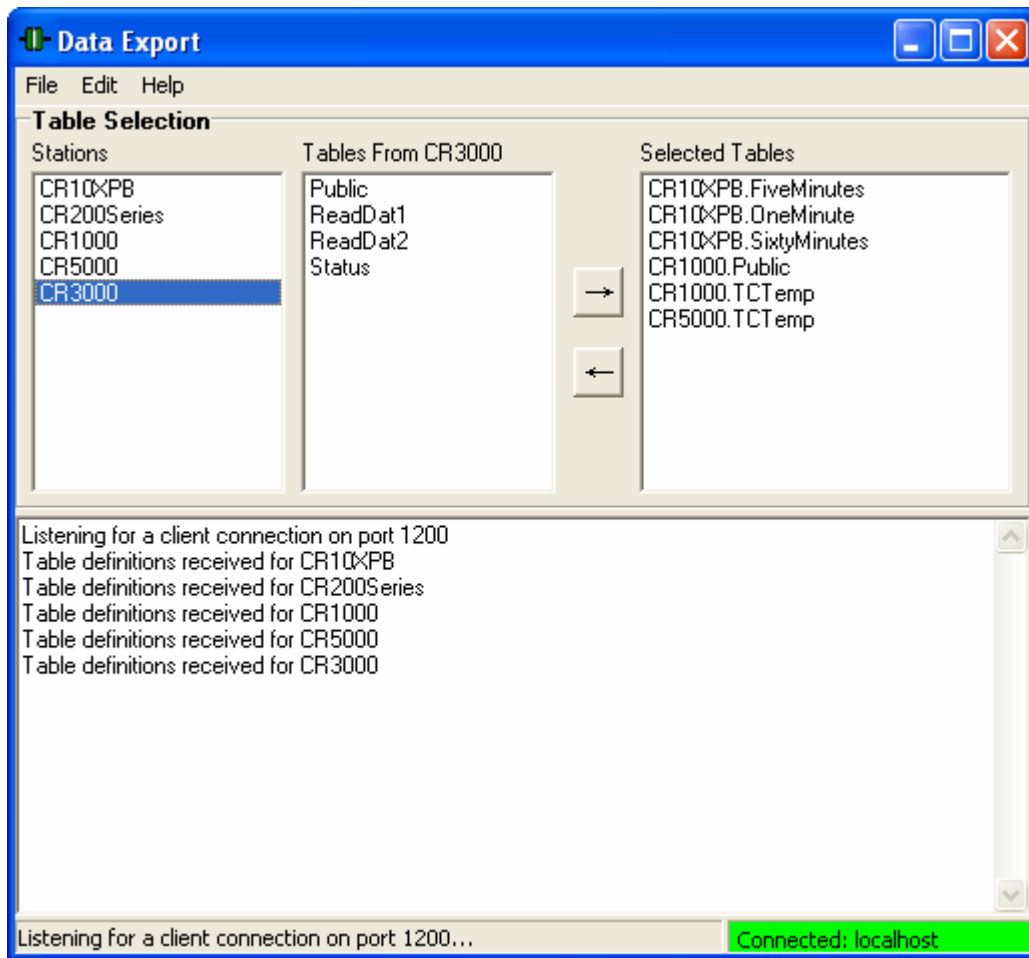 Data Export
File Edit Help
Table Selection
Stations
CR10XPB
CR200Series
CR1000
CR5000
CR3000
Tables From CR3000
Public
ReadDat1
ReadDat2
Status
Selected Tables
CR10XPB.FiveMinutes
CR10XPB.OneMinute
CR10XPB.SixtyMinutes
CR1000.Public
CR1000.TCTemp
CR5000.TCTemp
Listening for a client connection on port 1200
Table definitions received for CR10XPB
Table definitions received for CR200Series
Table definitions received for CR1000
Table definitions received for CR5000
Table definitions received for CR3000
Listening for a client connection on port 1200...
Connected: localhost